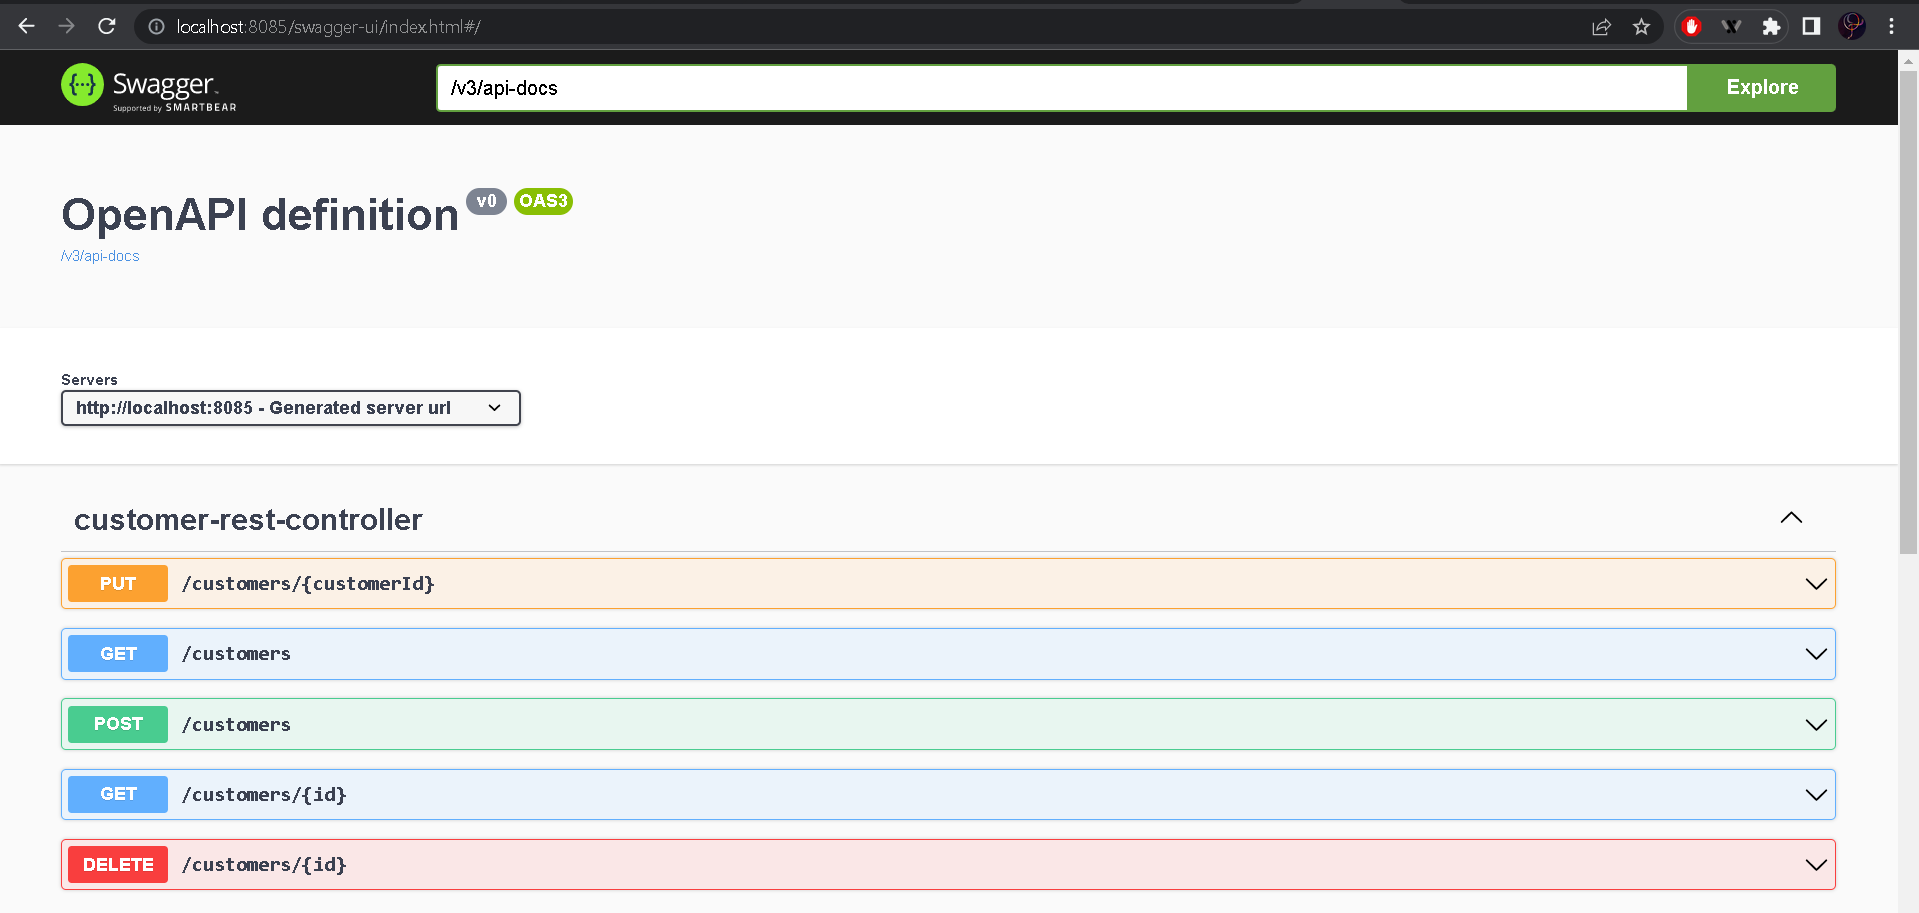 localhost:8085/swagger-ui/index.html#/
Swagger™
Supported by SMARTBEAR
/v3/api-docs
Explore
OpenAPI definition v0 OAS3
/v3/api-docs
Servers
http://localhost:8085 - Generated server url
customer-rest-controller
PUT /customers/{customerId}
GET /customers
POST /customers
GET /customers/{id}
DELETE /customers/{id}